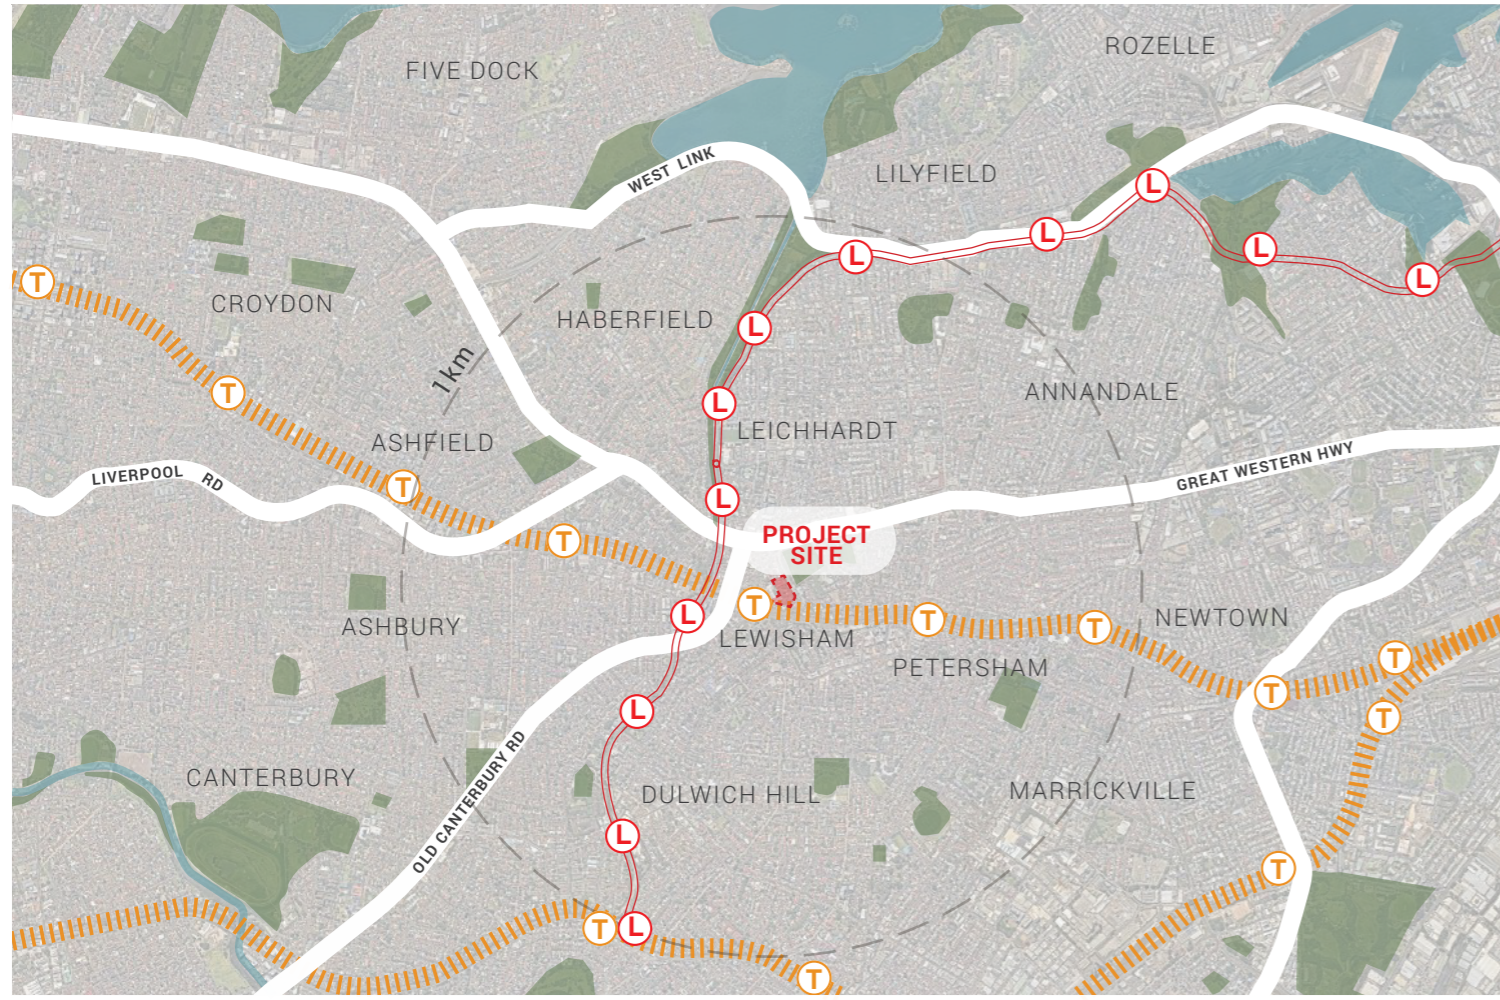 ROZELLE
FIVE DOCK
WEST LINK
LILYFIELD
L
L
L
L
L
T
CROYDON
HABERFIELD
L
1km
T
ANNANDALE
L
LEICHHARDT
ASHFIELD
GREAT WESTERN HWY
LIVERPOOL RD
T
L
PROJECT
SITE
T
T
L
T
T
NEWTOWN
ASHBURY
LEWISHAM
PETERSHAM
T
T
L
T
OLD CANTERBURY RD
CANTERBURY
DULWICH HILL
MARRICKVILLE
L
T
T
L
T